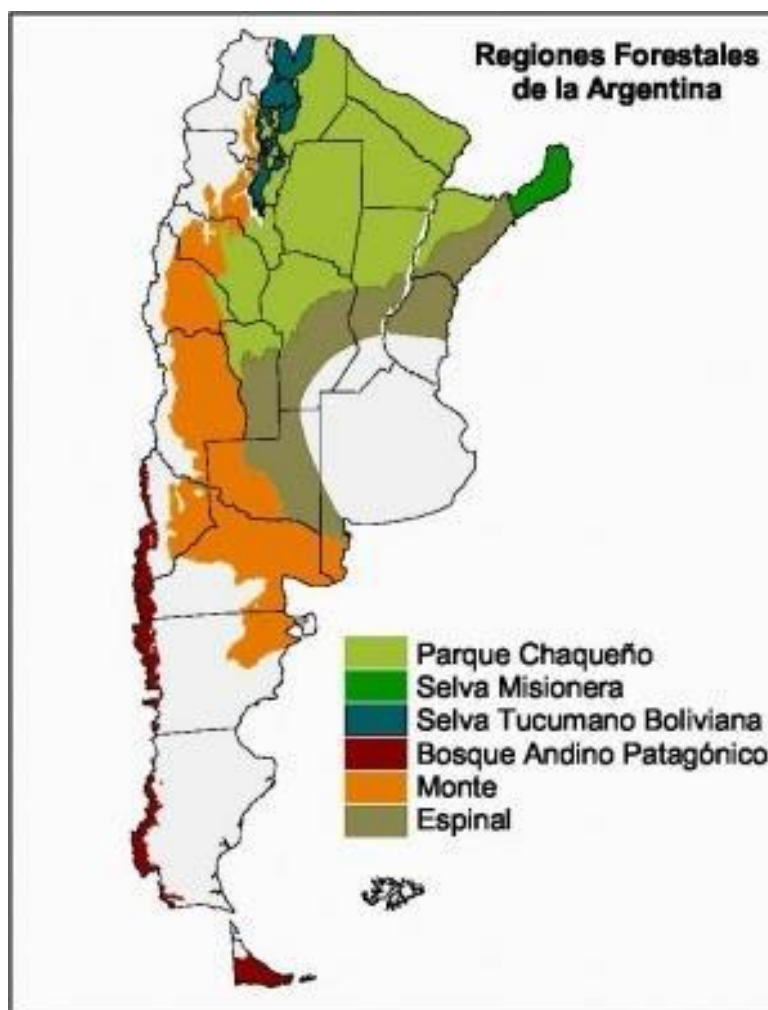 Regiones Forestales
de la Argentina
Parque Chaqueño
Selva Misionera
Selva Tucumano Boliviana
Bosque Andino Patagónico
Monte
Espinal